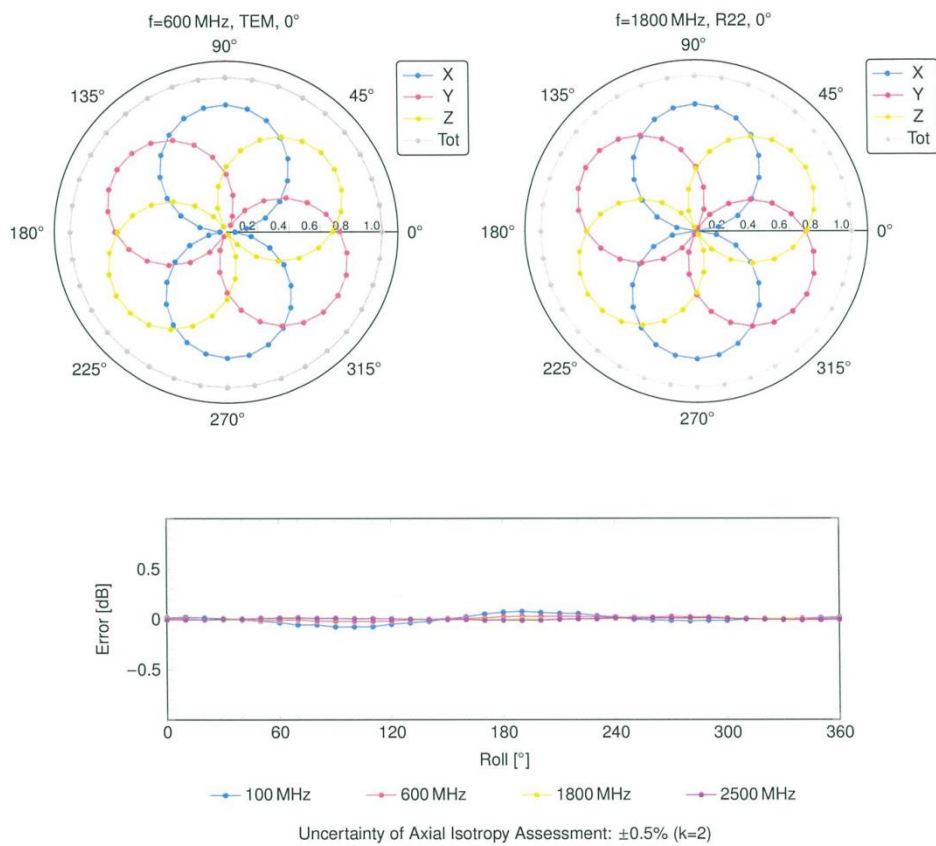 f=600 MHz, TEM, 0°
f=1800 MHz, R22, 0°
90°
90°
135°
45°
X
Y
Z
Tot
135°
45°
X
Y
Z
Tot
180°
0.2 0.4 0.6 0.8 1.0
0°
180°
0.2 0.4 0.6 0.8 1.0
0°
225°
315°
225°
315°
270°
270°
Error [dB]
0.5
0
−0.5
0 60 120 180 240 300 360
Roll [°]
100 MHz 600 MHz 1800 MHz 2500 MHz
Uncertainty of Axial Isotropy Assessment: ±0.5% (k=2)